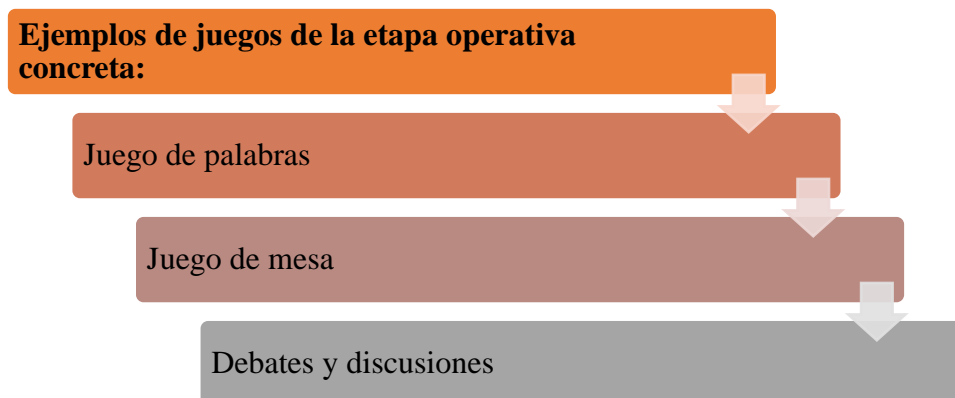 Ejemplos de juegos de la etapa operativa
concreta:
Juego de palabras
Juego de mesa
Debates y discusiones